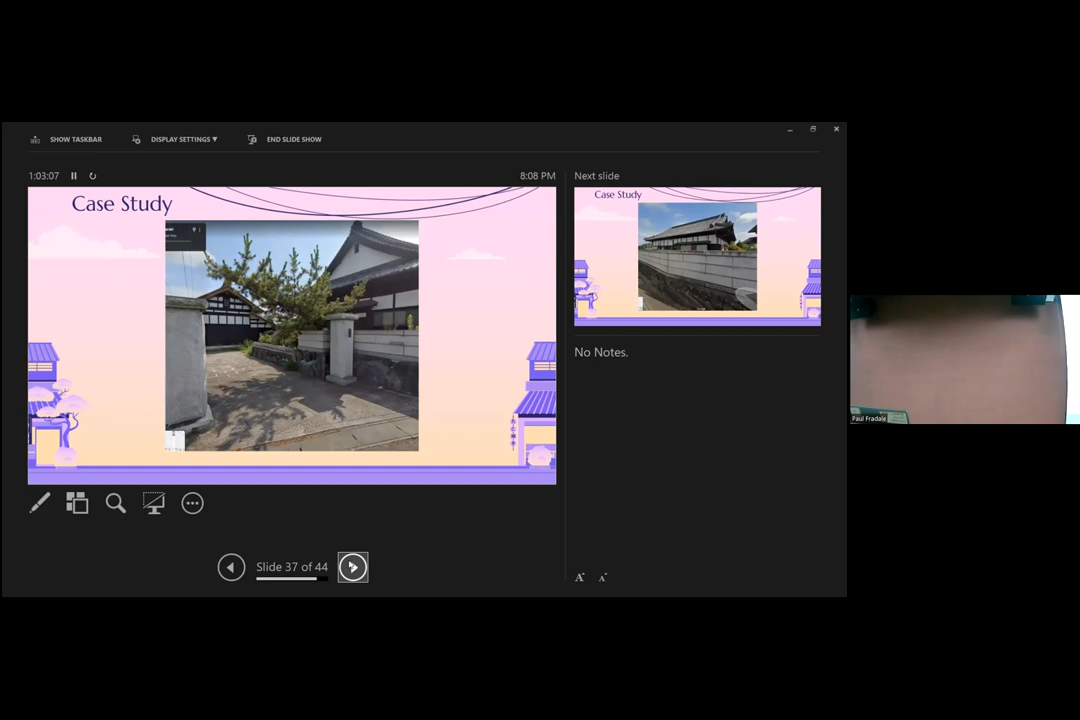 SHOW TASKBAR
DISPLAY SETTINGS ▼
END SLIDE SHOW
1:03:07
8:08 PM
Next slide
Case Study
Case Study
No Notes.
Slide 37 of 44
A
A
Paul Fradale